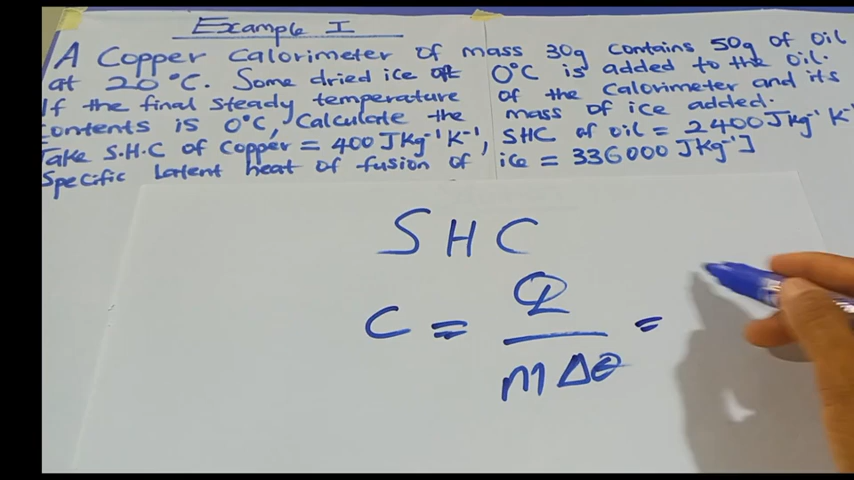 Example I
A Copper Calorimeter of mass 30g contains 50g of oil
at 20°C. Some dried ice of 0°C is added to the oil.
If the final steady temperature of the Calorimeter and its
Contents is 0°C, Calculate the mass of ice added.
Take S.H.C of Copper = 400 JKg⁻¹K⁻¹, SHC of oil = 2400JKg⁻¹K⁻¹
Specific Latent heat of fusion of ice = 336000 JKg⁻¹]
SHC
C = Q =
mΔθ